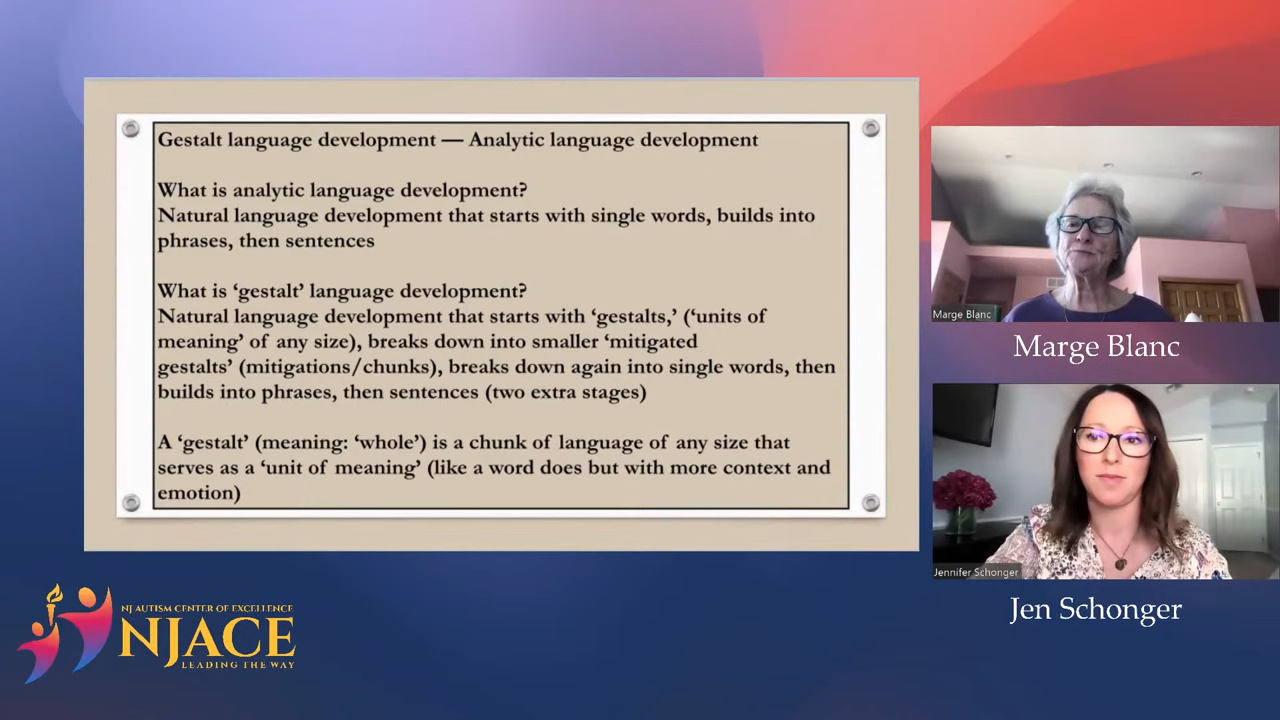 Gestalt language development — Analytic language development
What is analytic language development?
Natural language development that starts with single words, builds into
phrases, then sentences
What is ‘gestalt’ language development?
Natural language development that starts with ‘gestalts,’ (‘units of
meaning’ of any size), breaks down into smaller ‘mitigated
gestalts’ (mitigations/chunks), breaks down again into single words, then
builds into phrases, then sentences (two extra stages)
A ‘gestalt’ (meaning: ‘whole’) is a chunk of language of any size that
serves as a ‘unit of meaning’ (like a word does but with more context and
emotion)
Marge Blanc
Marge Blanc
Jennifer Schonger
Jen Schonger
NJ AUTISM CENTER OF EXCELLENCE
NJACE
LEADING THE WAY